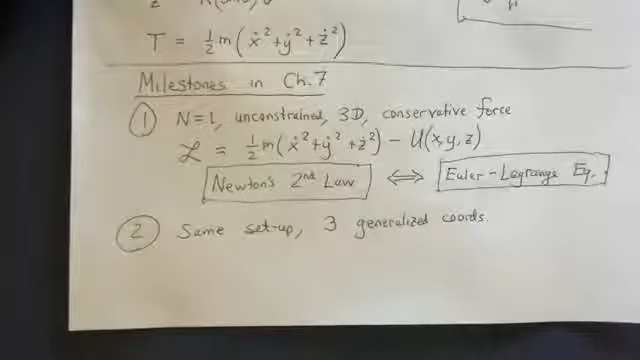 T = ½m(ẋ²+ẏ²+ż²)
Milestones in Ch.7
① N=1, unconstrained, 3D, conservative force
ℒ = ½m(ẋ²+ẏ²+ż²) - U(x,y,z)
Newton's 2nd Law ⟺ Euler-Lagrange Eq.
② Same set-up, 3 generalized coords.